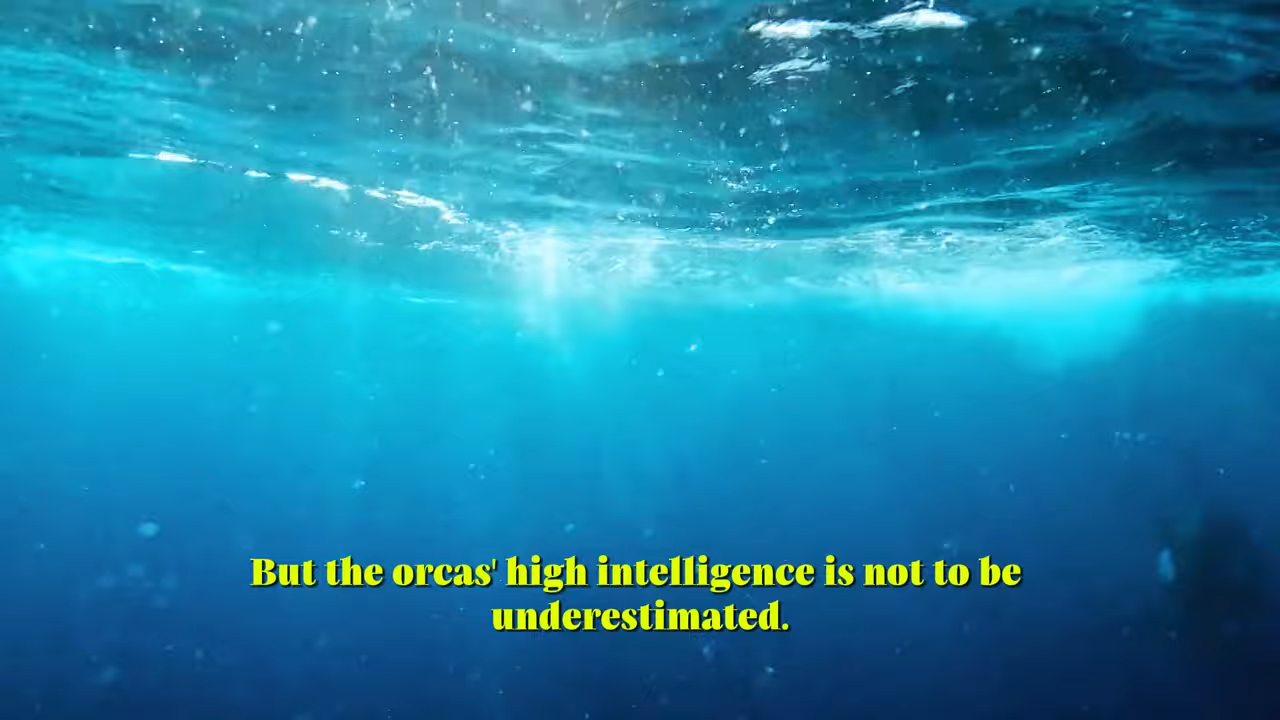 But the orcas' high intelligence is not to be
underestimated.